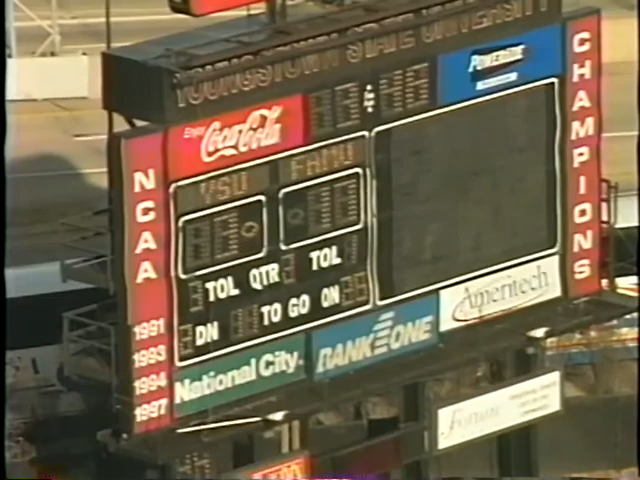 YOUNGSTOWN STATE UNIVERSITY
Enjoy
Coca-Cola
&
POWERADE
NCAA
1991
1993
1994
1997
CHAMPIONS
YSU
FAMU
TOL QTR TOL
DN TO GO ON
National City
BANK ONE
Ameritech
Forum